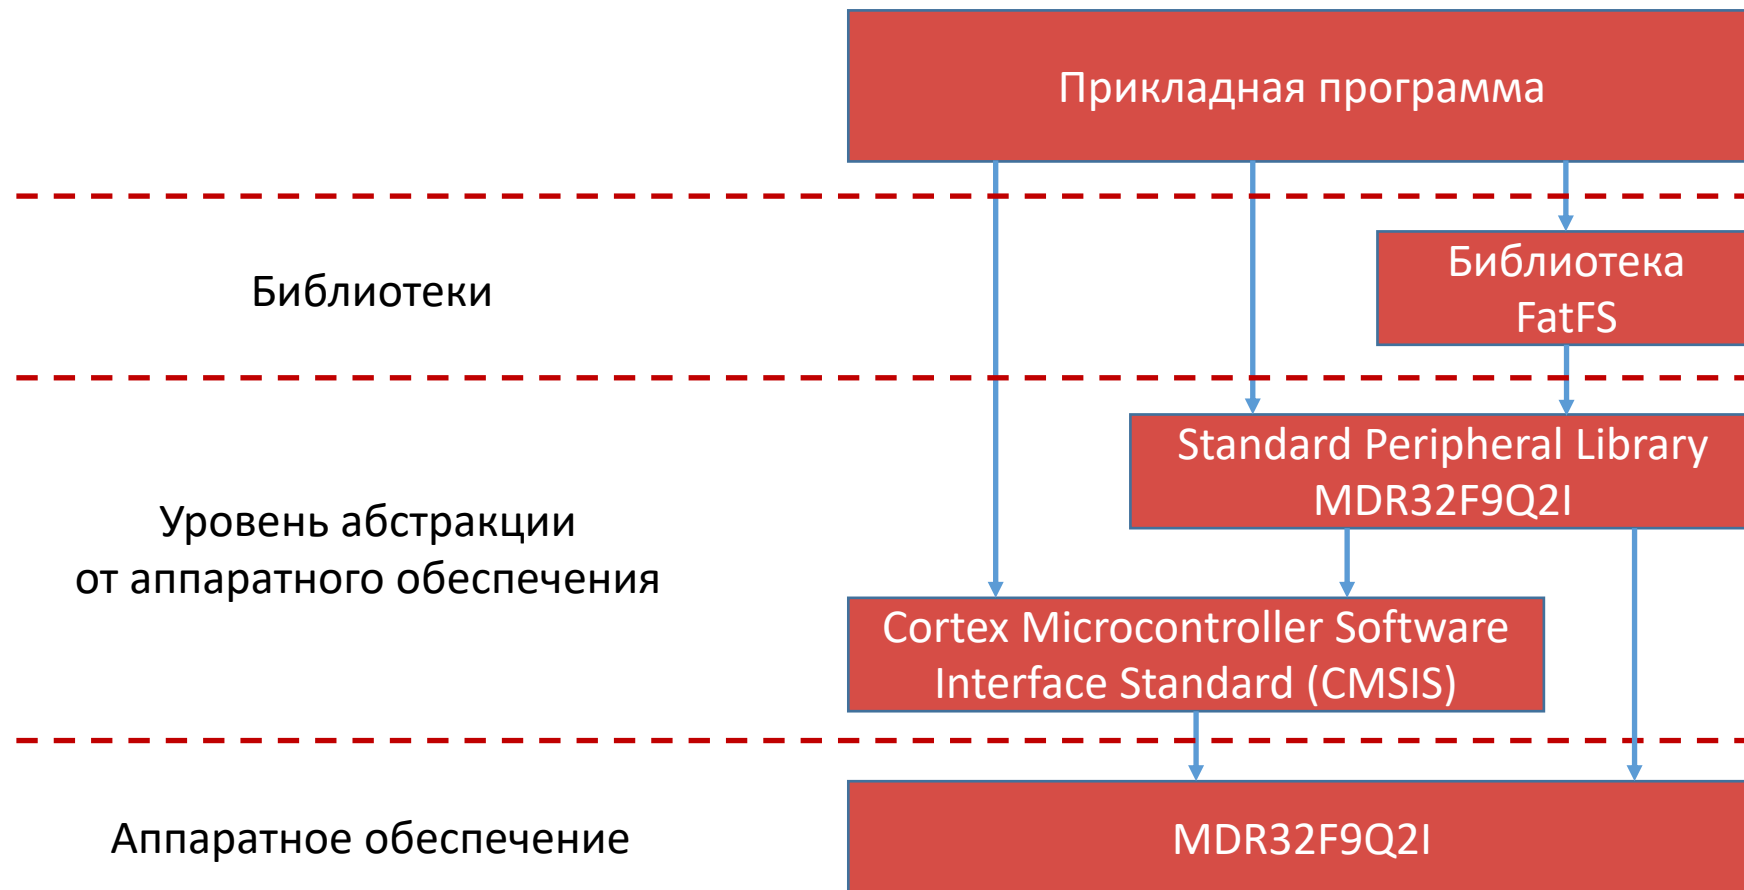 Прикладная программа
Библиотеки
Библиотека
FatFS
Уровень абстракции
от аппаратного обеспечения
Standard Peripheral Library
MDR32F9Q2I
Cortex Microcontroller Software
Interface Standard (CMSIS)
Аппаратное обеспечение
MDR32F9Q2I